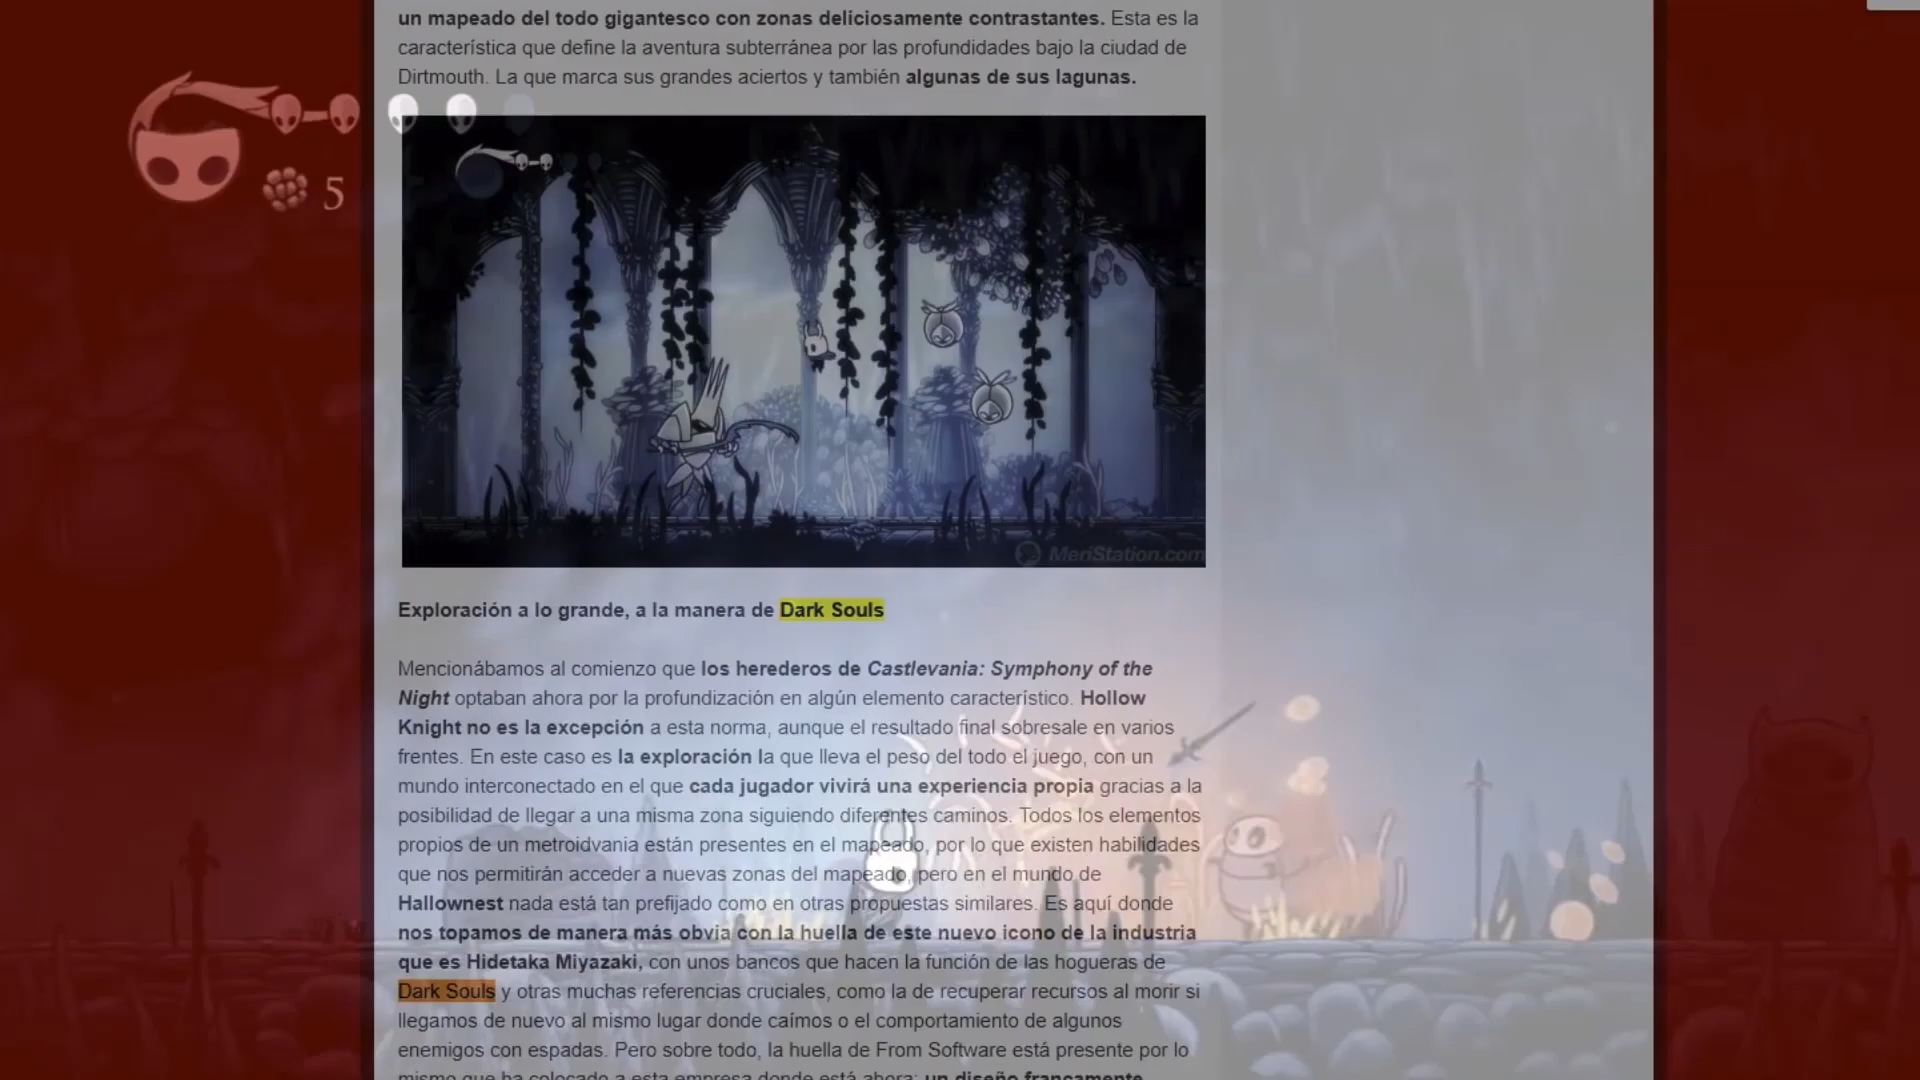 un mapeado del todo gigantesco con zonas deliciosamente contrastantes. Esta es la
característica que define la aventura subterránea por las profundidades bajo la ciudad de
Dirtmouth. La que marca sus grandes aciertos y también algunas de sus lagunas.
5
MeriStation.com
Exploración a lo grande, a la manera de Dark Souls
Mencionábamos al comienzo que los herederos de Castlevania: Symphony of the
Night optaban ahora por la profundización en algún elemento característico. Hollow
Knight no es la excepción a esta norma, aunque el resultado final sobresale en varios
frentes. En este caso es la exploración la que lleva el peso del todo el juego, con un
mundo interconectado en el que cada jugador vivirá una experiencia propia gracias a la
posibilidad de llegar a una misma zona siguiendo diferentes caminos. Todos los elementos
propios de un metroidvania están presentes en el mapeado, por lo que existen habilidades
que nos permitirán acceder a nuevas zonas del mapeado, pero en el mundo de
Hallownest nada está tan prefijado como en otras propuestas similares. Es aquí donde
nos topamos de manera más obvia con la huella de este nuevo icono de la industria
que es Hidetaka Miyazaki, con unos bancos que hacen la función de las hogueras de
Dark Souls y otras muchas referencias cruciales, como la de recuperar recursos al morir si
llegamos de nuevo al mismo lugar donde caímos o el comportamiento de algunos
enemigos con espadas. Pero sobre todo, la huella de From Software está presente por lo
mismo que ha colocado a esta empresa donde está ahora: un diseño francamente